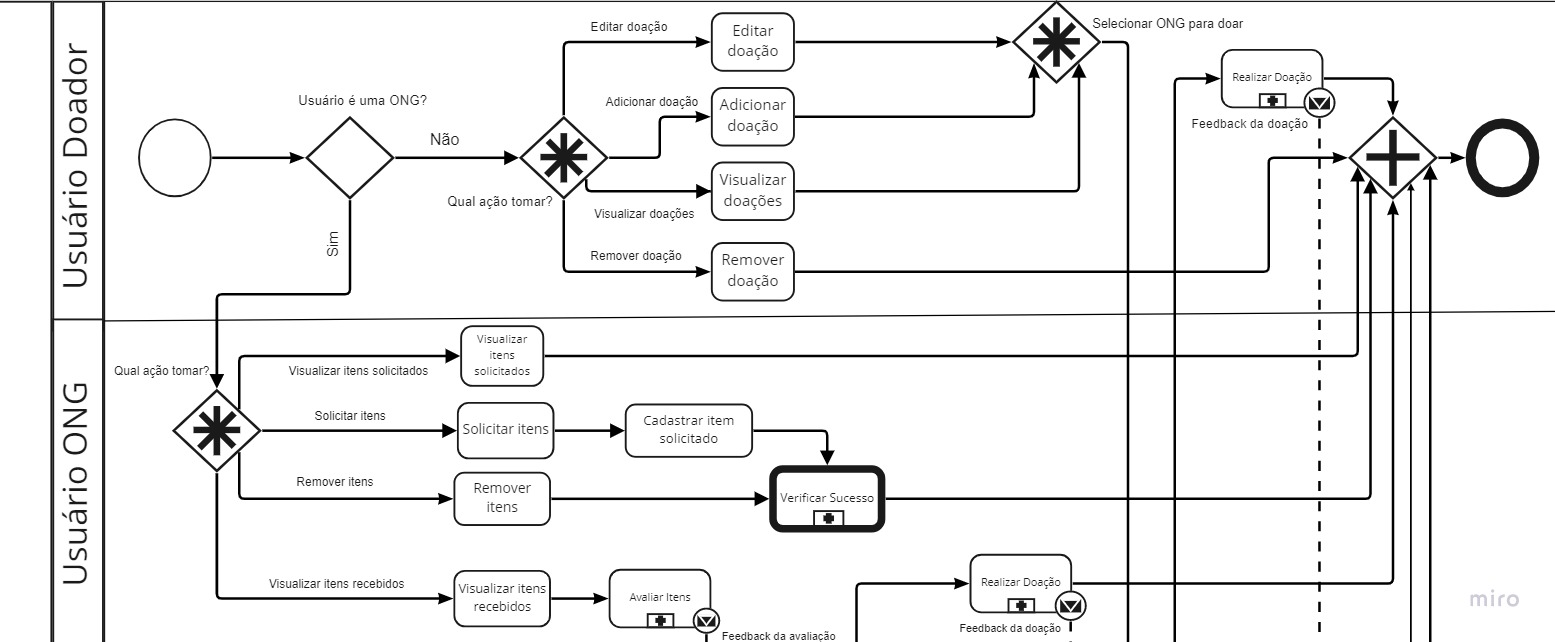 Usuário Doador
Usuário é uma ONG?
Não
Sim
Qual ação tomar?
Editar doação
Editar
doação
Adicionar doação
Adicionar
doação
Visualizar doações
Visualizar
doações
Remover doação
Remover
doação
Selecionar ONG para doar
Realizar Doação
Feedback da doação
Usuário ONG
Qual ação tomar?
Visualizar itens solicitados
Visualizar
itens
solicitados
Solicitar itens
Solicitar itens
Cadastrar item
solicitado
Remover itens
Remover
itens
Verificar Sucesso
Visualizar itens recebidos
Visualizar itens
recebidos
Avaliar Itens
Feedback da avaliação
Realizar Doação
Feedback da doação
miro